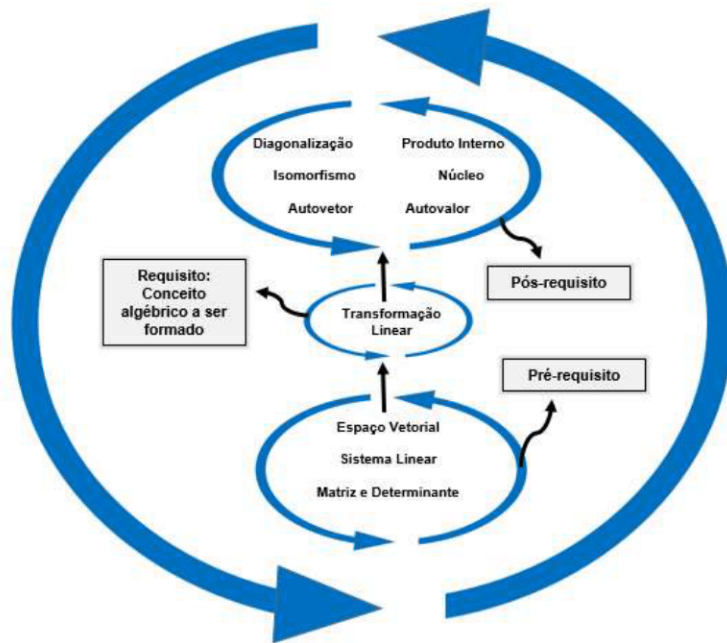 Diagonalização Produto Interno
Isomorfismo Núcleo
Autovetor Autovalor
Requisito:
Conceito
algébrico a ser
formado
Pós-requisito
Transformação
Linear
Pré-requisito
Espaço Vetorial
Sistema Linear
Matriz e Determinante